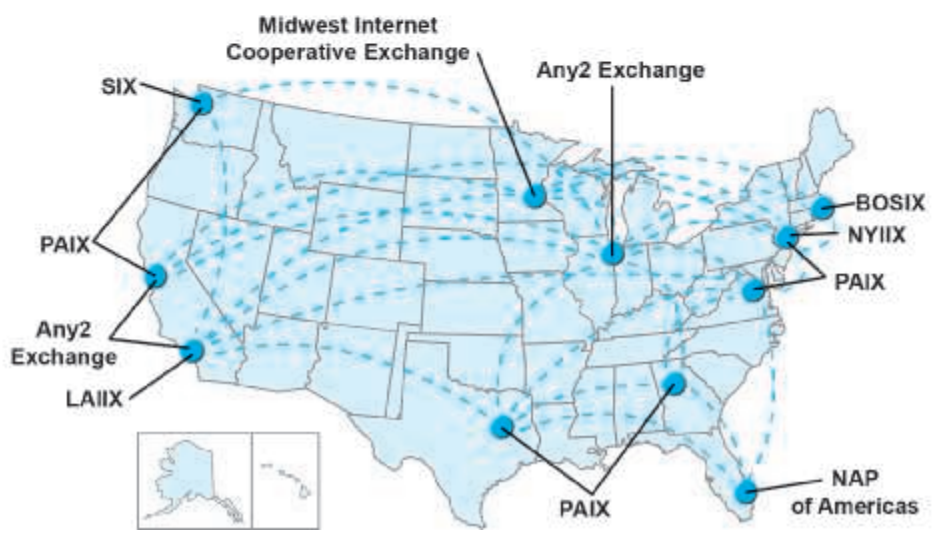 Midwest Internet
Cooperative Exchange
Any2 Exchange
SIX
BOSIX
NYIIX
PAIX
PAIX
Any2
Exchange
LAIIX
PAIX
NAP
of Americas